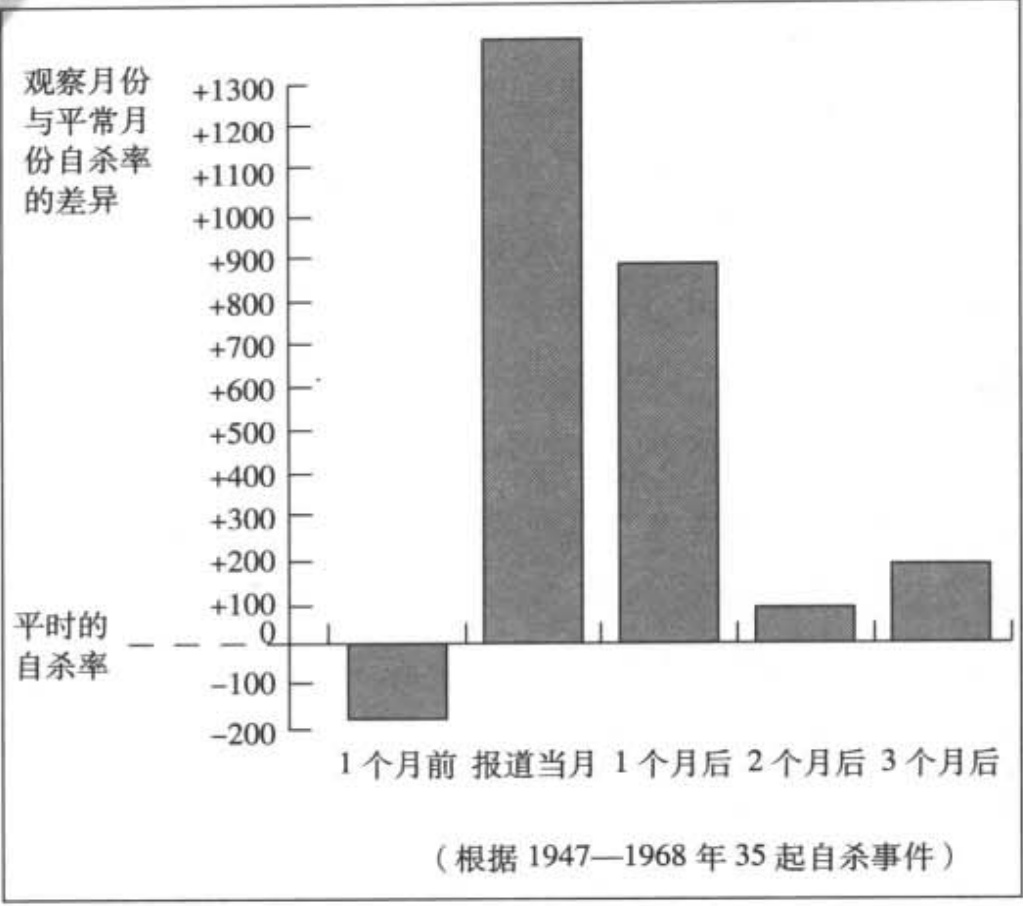 观察月份
与平常月
份自杀率
的差异
+1300
+1200
+1100
+1000
+900
+800
+700
+600
+500
+400
+300
+200
+100
0
平时的
自杀率
-100
-200
1个月前 报道当月 1个月后 2个月后 3个月后
（根据 1947—1968 年 35 起自杀事件）